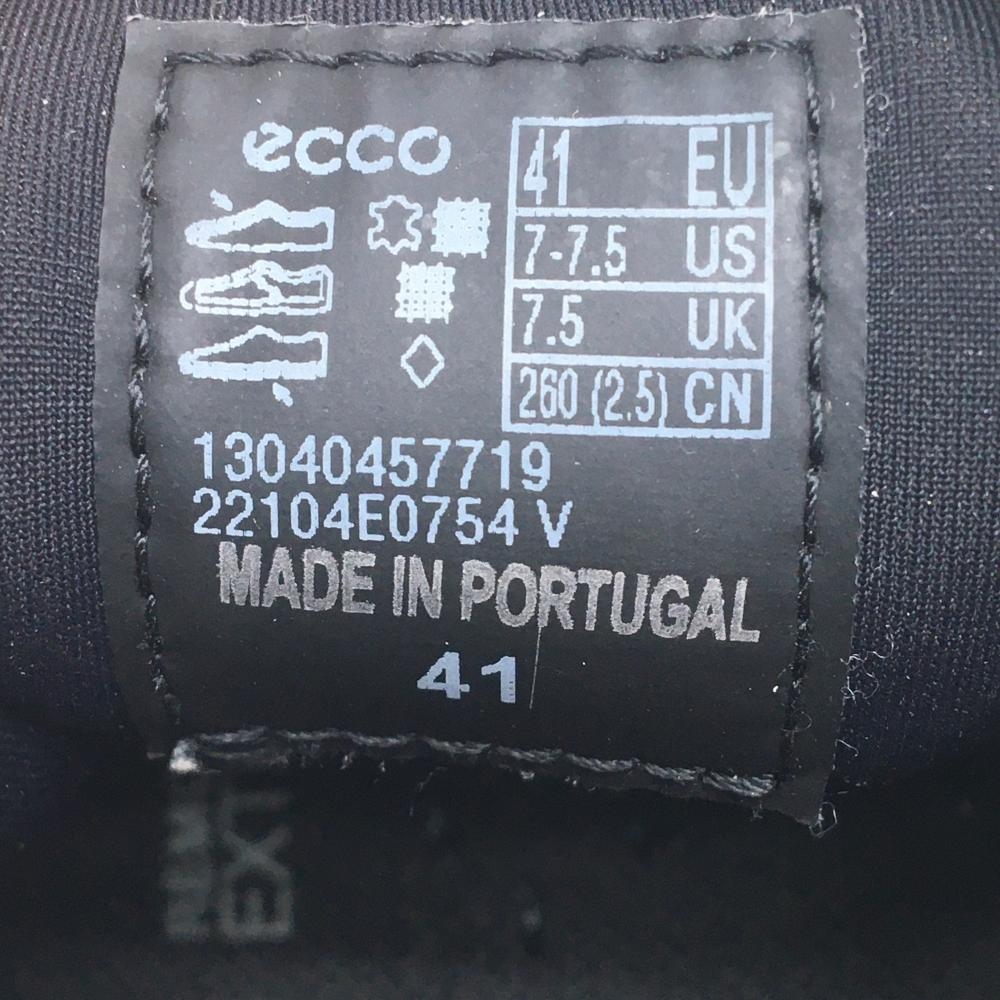 ecco
41 EU
7-7.5 US
7.5 UK
260 (2.5) CN
13040457719
22104E0754 V
MADE IN PORTUGAL
41